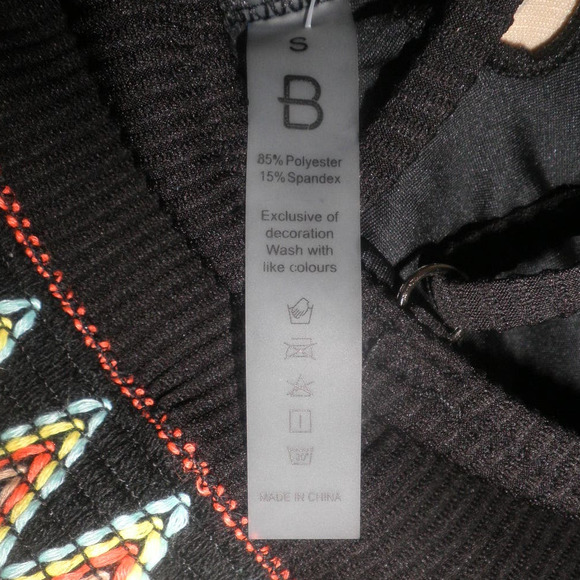 S
B
85% Polyester
15% Spandex
Exclusive of
decoration
Wash with
like colours
MADE IN CHINA